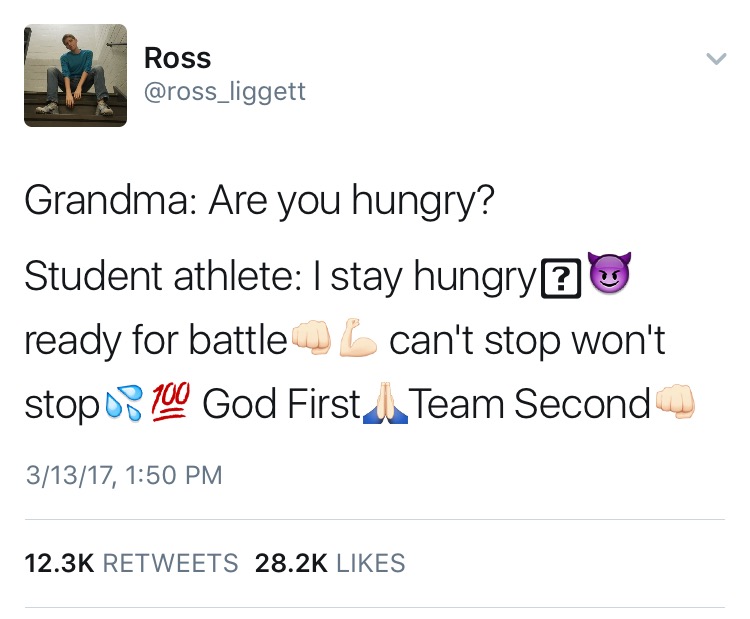 Ross
@ross_liggett
Grandma: Are you hungry?
Student athlete: I stay hungry⍰😈
ready for battle👊🏻💪🏻 can't stop won't
stop💦💯 God First🙏🏻Team Second👊🏻
3/13/17, 1:50 PM
12.3K RETWEETS 28.2K LIKES